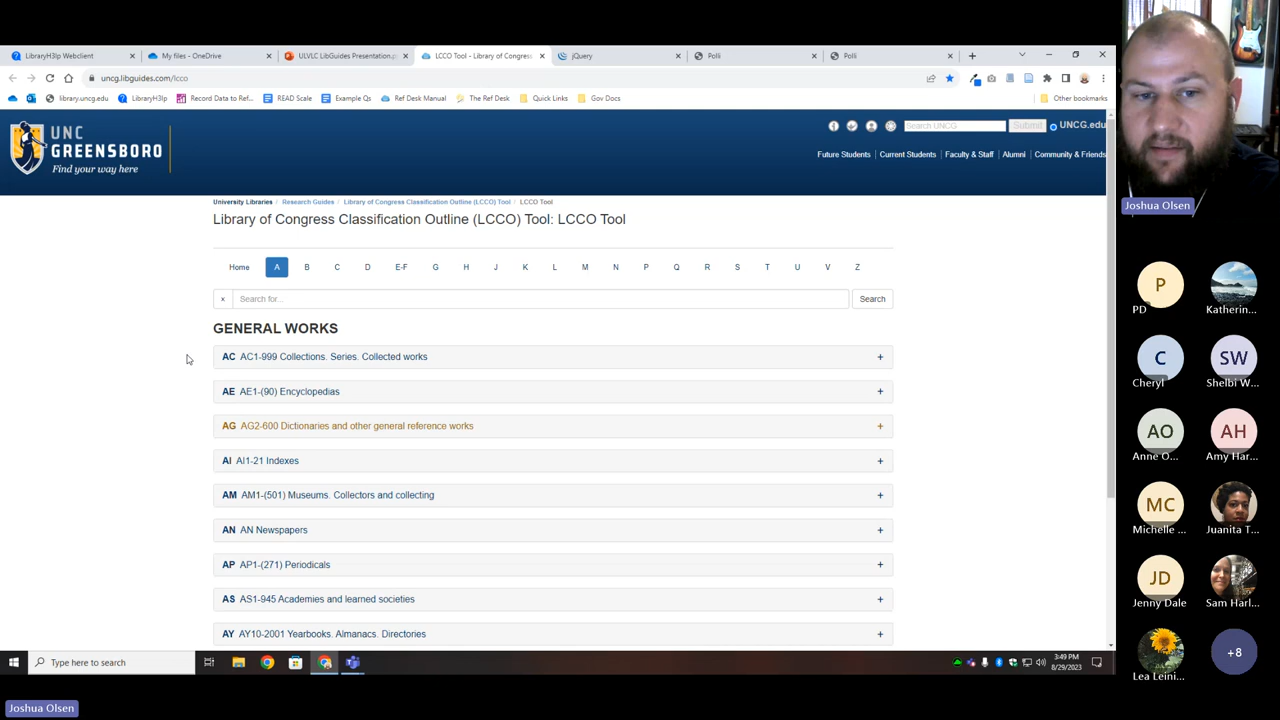 LibraryH3lp Webclient
My files - OneDrive
ULVLC LibGuides Presentation.p
LCCO Tool - Library of Congress
jQuery
Polli
Polli
uncg.libguides.com/lcco
library.uncg.edu
LibraryH3lp
Record Data to Ref...
READ Scale
Example Qs
Ref Desk Manual
The Ref Desk
Quick Links
Gov Docs
Other bookmarks
UNC
GREENSBORO
Find your way here
Search UNCG
Submit
UNCG.edu
Future Students | Current Students | Faculty & Staff | Alumni | Community & Friends
University Libraries / Research Guides / Library of Congress Classification Outline (LCCO) Tool / LCCO Tool
Library of Congress Classification Outline (LCCO) Tool: LCCO Tool
Home A B C D E-F G H J K L M N P Q R S T U V Z
× Search for... Search
GENERAL WORKS
AC AC1-999 Collections. Series. Collected works +
AE AE1-(90) Encyclopedias +
AG AG2-600 Dictionaries and other general reference works +
AI AI1-21 Indexes +
AM AM1-(501) Museums. Collectors and collecting +
AN AN Newspapers +
AP AP1-(271) Periodicals +
AS AS1-945 Academies and learned societies +
AY AY10-2001 Yearbooks. Almanacs. Directories +
Type here to search
3:49 PM
8/29/2023
Joshua Olsen
P
PD
Katherin...
C
Cheryl
SW
Shelbi W...
AO
Anne O...
AH
Amy Har...
MC
Michelle ...
Juanita T...
JD
Jenny Dale
Sam Harl...
Lea Leini...
+8
Joshua Olsen